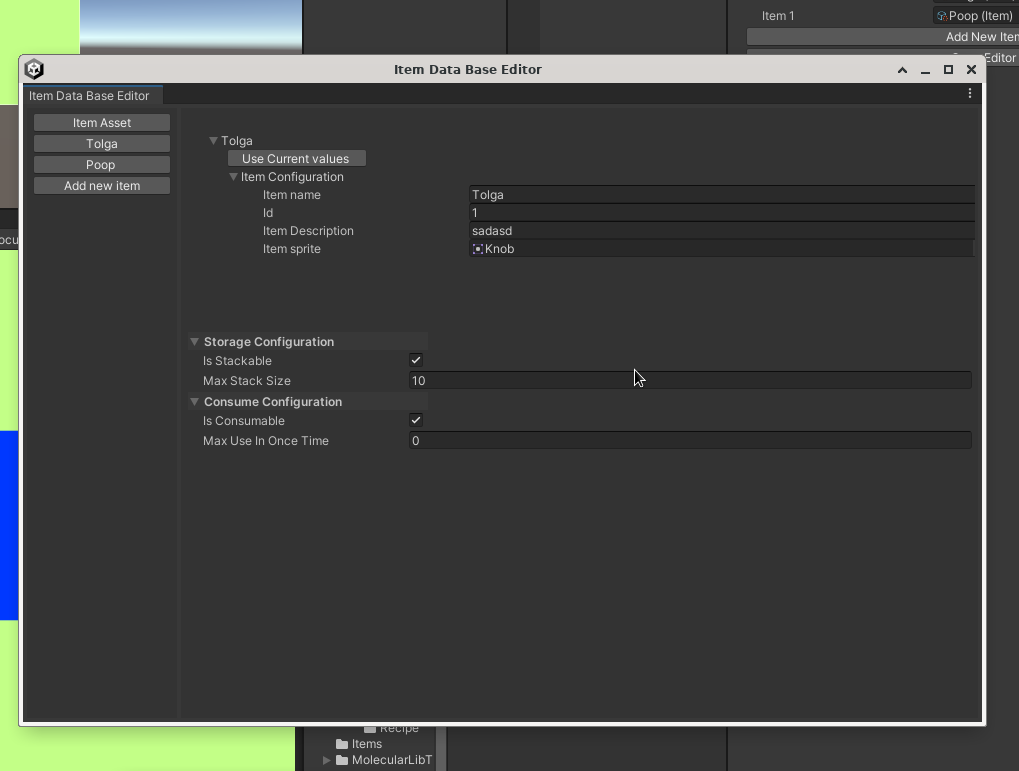 Item 1
Poop (Item)
Add New Iten
Editor
Item Data Base Editor
Item Data Base Editor
Item Asset
Tolga
Poop
Add new item
Tolga
Use Current values
Item Configuration
Item name Tolga
Id 1
Item Description sadasd
Item sprite Knob
Storage Configuration
Is Stackable
Max Stack Size 10
Consume Configuration
Is Consumable
Max Use In Once Time 0
ocu
Recipe
Items
MolecularLibT